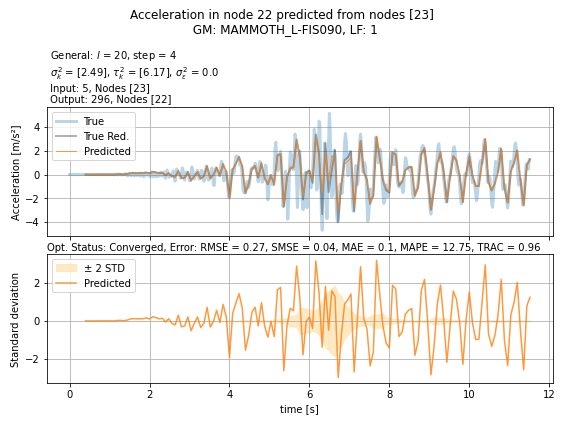 Acceleration in node 22 predicted from nodes [23]
GM: MAMMOTH_L-FIS090, LF: 1
General: l = 20, step = 4
σ²ₖ = [2.49], τ²ₖ = [6.17], σ²ε = 0.0
Input: 5, Nodes [23]
Output: 296, Nodes [22]
True
True Red.
Predicted
Acceleration [m/s²]
4
2
0
−2
−4
Opt. Status: Converged, Error: RMSE = 0.27, SMSE = 0.04, MAE = 0.1, MAPE = 12.75, TRAC = 0.96
± 2 STD
Predicted
Standard deviation
2
0
−2
0 2 4 6 8 10 12
time [s]